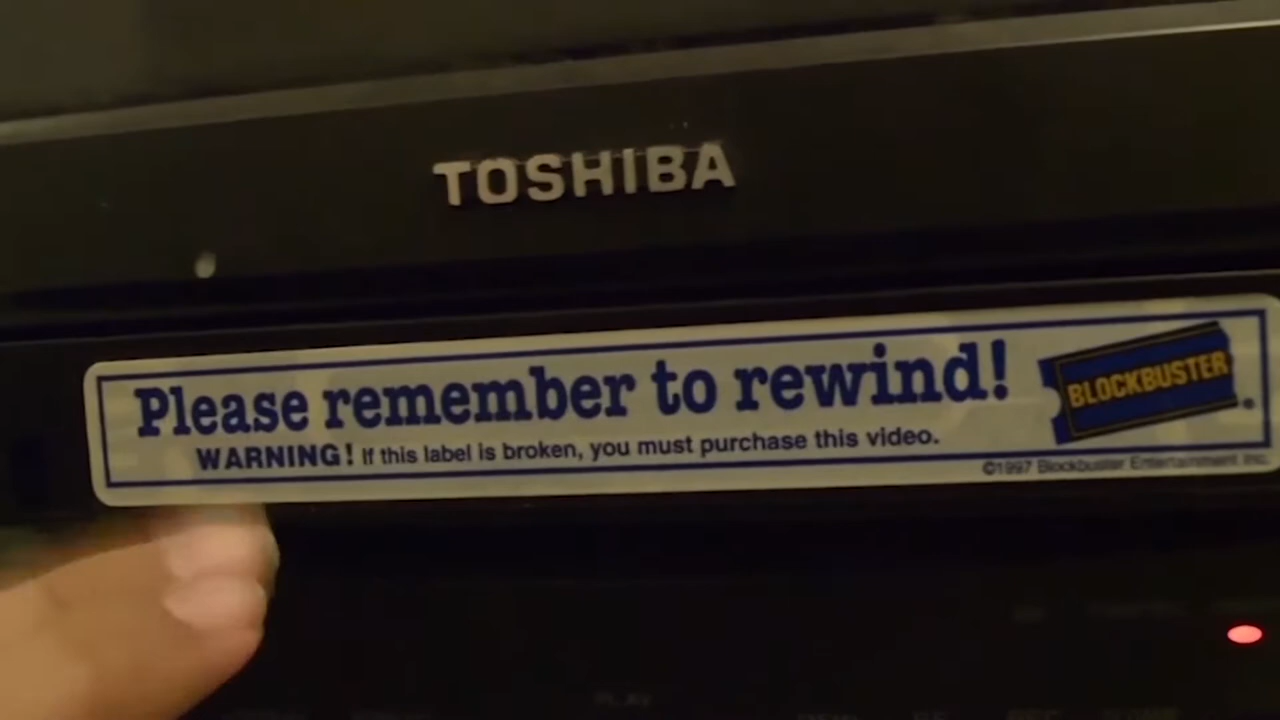 TOSHIBA
Please remember to rewind!
WARNING! If this label is broken, you must purchase this video.
BLOCKBUSTER®
©1997 Blockbuster Entertainment Inc.
PLAY